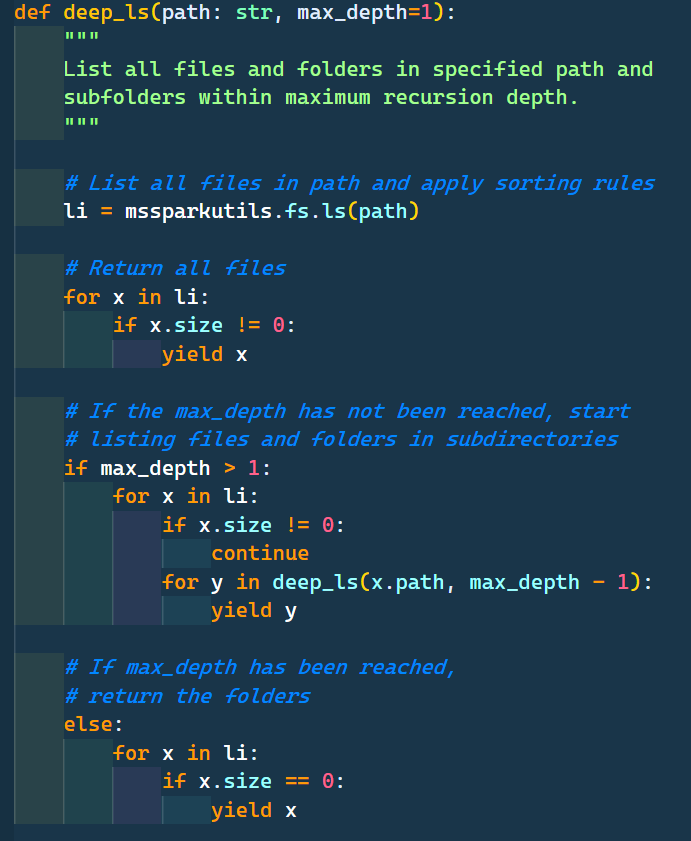 def deep_ls(path: str, max_depth=1):
    """
    List all files and folders in specified path and
    subfolders within maximum recursion depth.
    """
    # List all files in path and apply sorting rules
    li = mssparkutils.fs.ls(path)
    # Return all files
    for x in li:
        if x.size != 0:
            yield x
    # If the max_depth has not been reached, start
    # listing files and folders in subdirectories
    if max_depth > 1:
        for x in li:
            if x.size != 0:
                continue
            for y in deep_ls(x.path, max_depth - 1):
                yield y
    # If max_depth has been reached,
    # return the folders
    else:
        for x in li:
            if x.size == 0:
                yield x